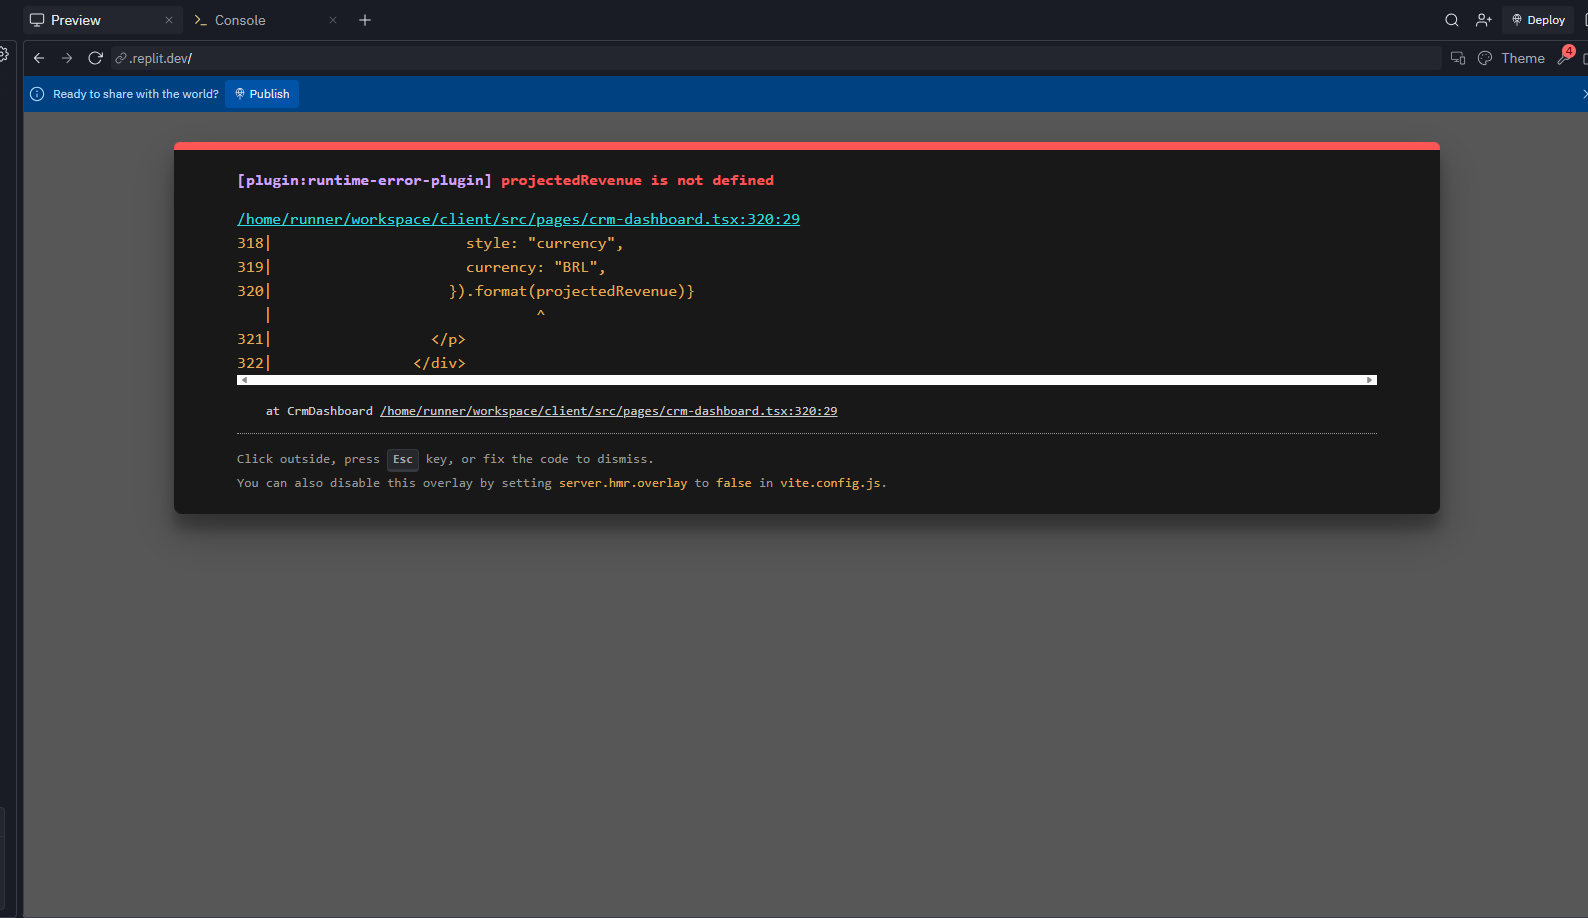 Preview
Console
Deploy
.replit.dev/
Theme
4
Ready to share with the world?
Publish
[plugin:runtime-error-plugin] projectedRevenue is not defined
/home/runner/workspace/client/src/pages/crm-dashboard.tsx:320:29
318|                      style: "currency",
319|                      currency: "BRL",
320|                    }).format(projectedRevenue)}
   |                              ^
321|                  </p>
322|                </div>
at CrmDashboard /home/runner/workspace/client/src/pages/crm-dashboard.tsx:320:29
Click outside, press Esc key, or fix the code to dismiss.
You can also disable this overlay by setting server.hmr.overlay to false in vite.config.js.